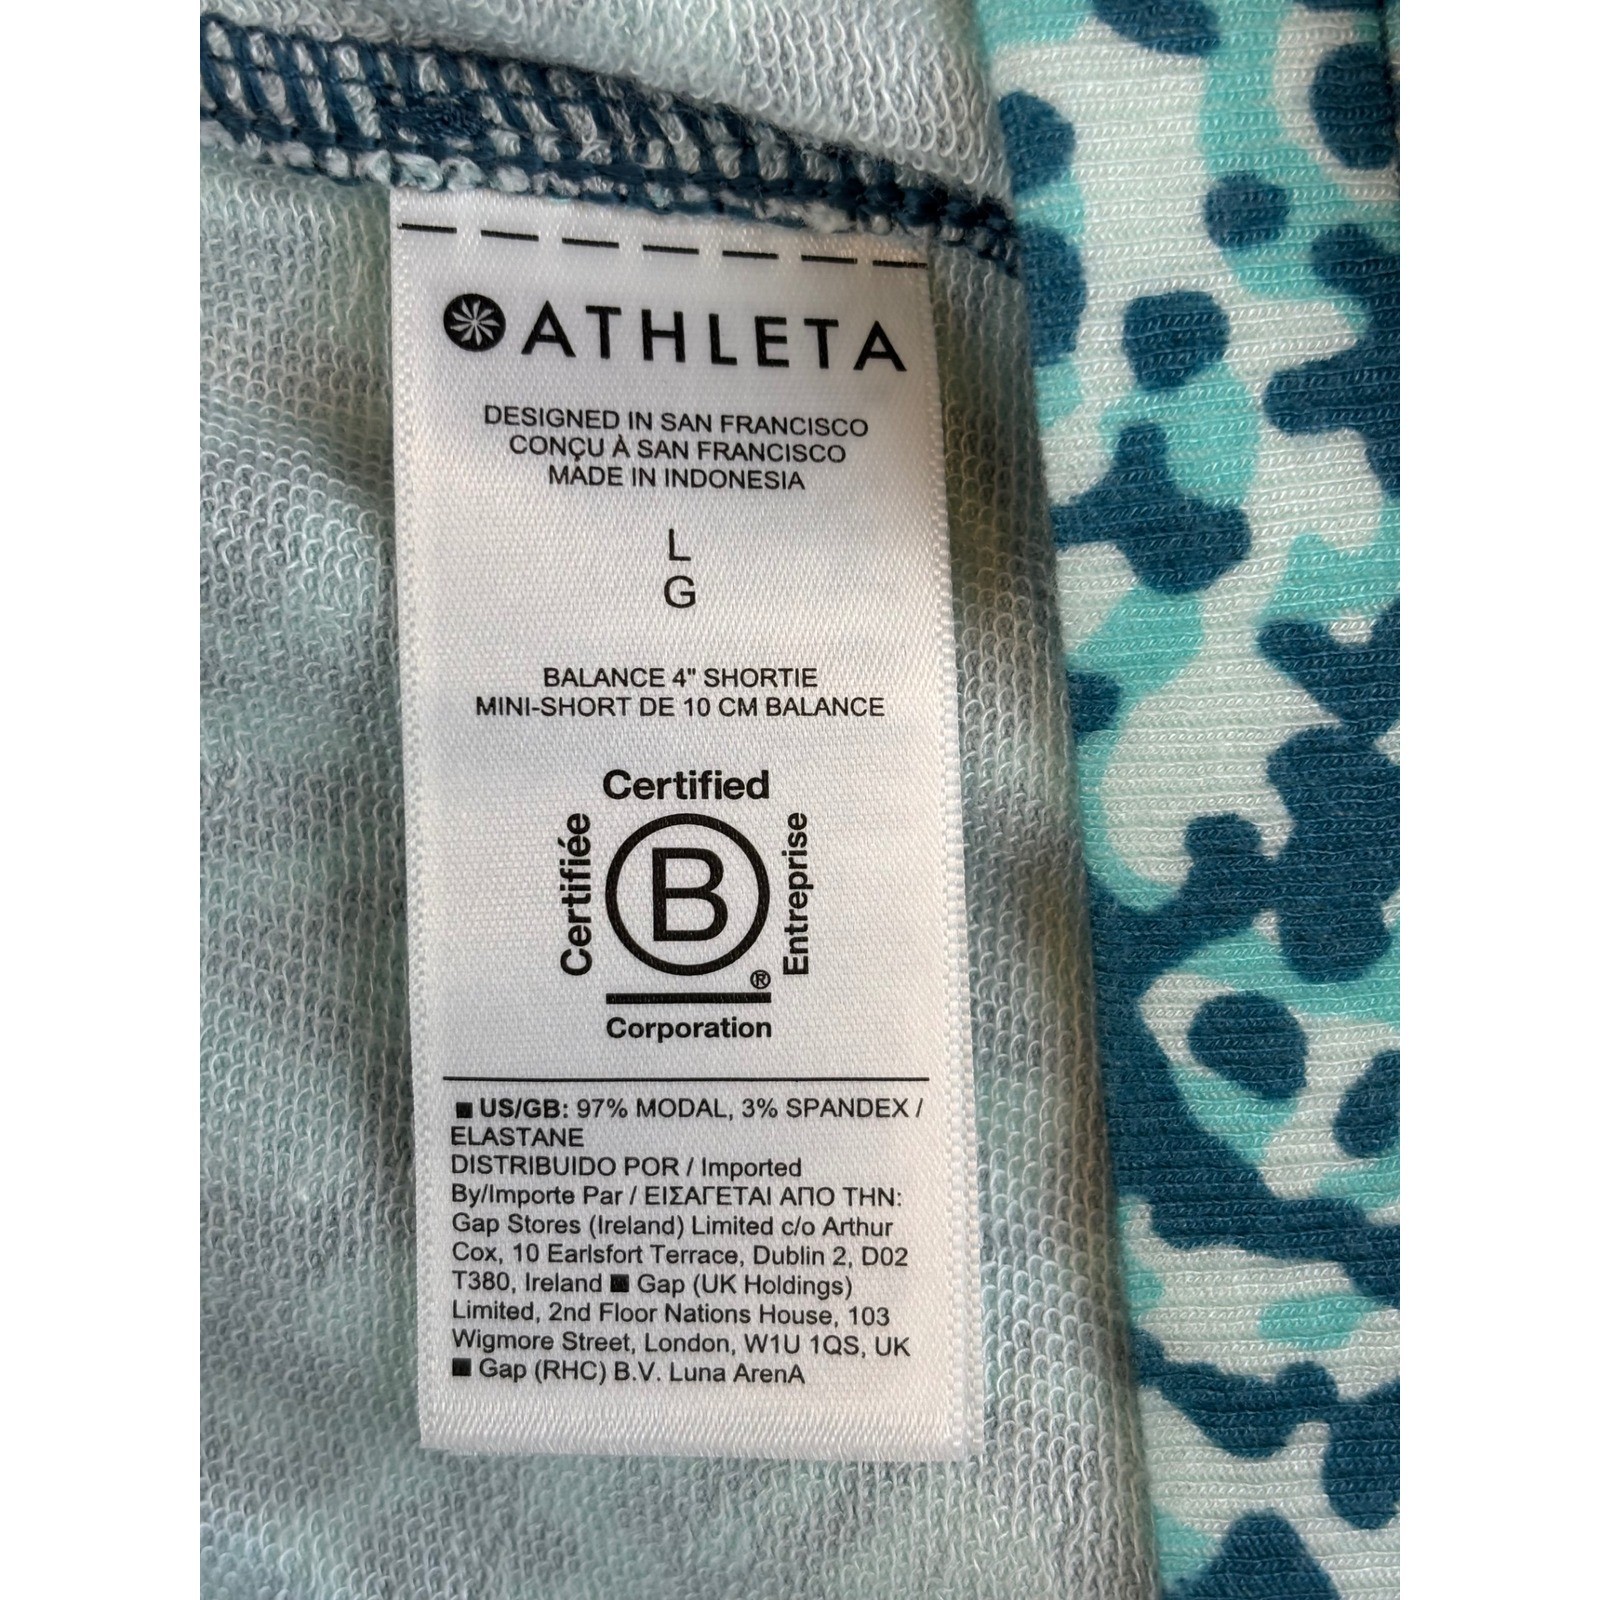 ATHLETA
DESIGNED IN SAN FRANCISCO
CONÇU À SAN FRANCISCO
MADE IN INDONESIA
L
G
BALANCE 4" SHORTIE
MINI-SHORT DE 10 CM BALANCE
Certified
Certifiée
B
Entreprise
®
Corporation
■ US/GB: 97% MODAL, 3% SPANDEX /
ELASTANE
DISTRIBUIDO POR / Imported
By/Importe Par / ΕΙΣΑΓΕΤΑΙ ΑΠΟ ΤΗΝ:
Gap Stores (Ireland) Limited c/o Arthur
Cox, 10 Earlsfort Terrace, Dublin 2, D02
T380, Ireland ■ Gap (UK Holdings)
Limited, 2nd Floor Nations House, 103
Wigmore Street, London, W1U 1QS, UK
■ Gap (RHC) B.V. Luna ArenA